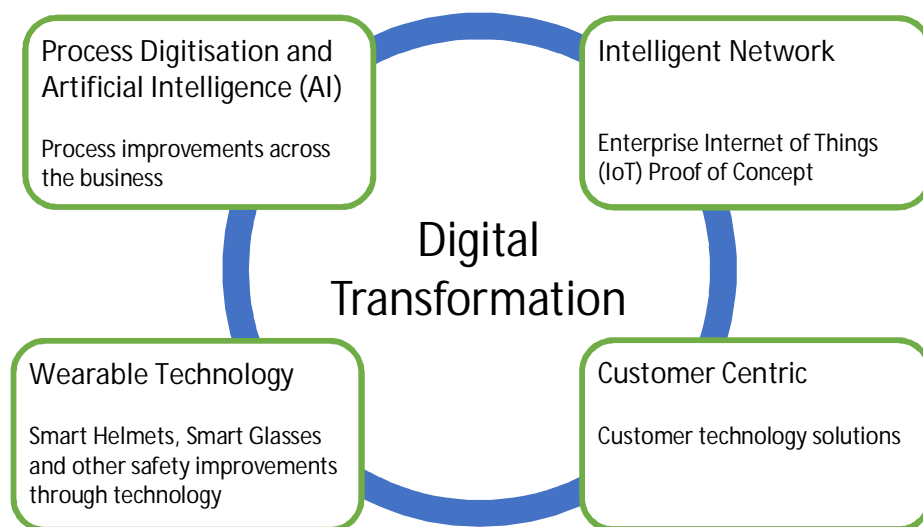 Process Digitisation and
Artificial Intelligence (AI)
Process improvements across
the business
Intelligent Network
Enterprise Internet of Things
(IoT) Proof of Concept
Digital
Transformation
Wearable Technology
Smart Helmets, Smart Glasses
and other safety improvements
through technology
Customer Centric
Customer technology solutions